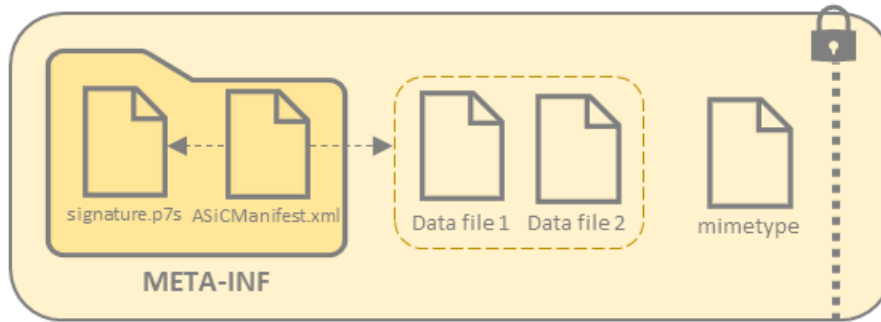 signature.p7s
ASiCManifest.xml
Data file 1
Data file 2
mimetype
META-INF